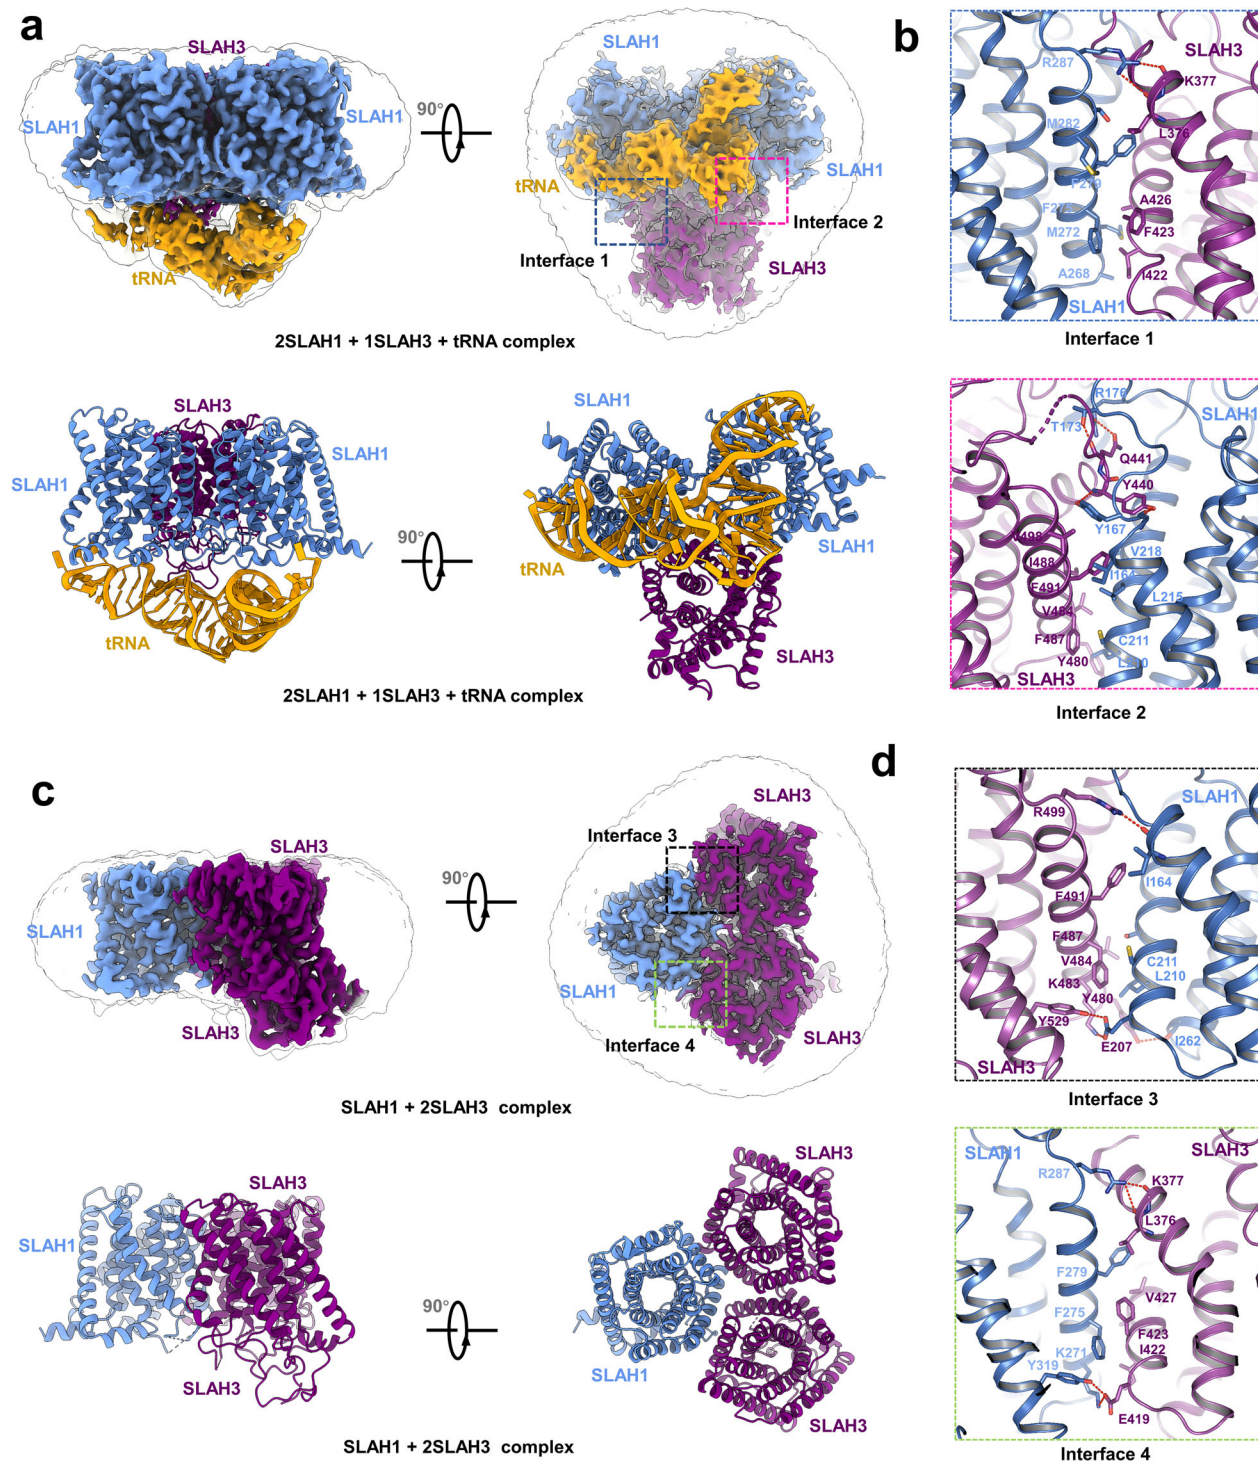 a
SLAH3
SLAH1
SLAH1
tRNA
90°
SLAH1
tRNA
SLAH1
Interface 2
Interface 1
SLAH3
2SLAH1 + 1SLAH3 + tRNA complex
SLAH3
SLAH1
SLAH1
tRNA
90°
SLAH1
SLAH1
tRNA
SLAH3
2SLAH1 + 1SLAH3 + tRNA complex
b
SLAH3
R287
K377
M282
L376
F279
A426
F423
M272
I422
A268
SLAH1
Interface 1
R176
SLAH1
T173
Q441
Y440
Y167
V218
I488
I164
F491
L215
V484
F487
C211
Y480
L210
SLAH3
Interface 2
c
SLAH3
SLAH1
SLAH3
90°
SLAH3
Interface 3
SLAH1
Interface 4
SLAH3
SLAH1 + 2SLAH3 complex
SLAH3
SLAH1
SLAH3
90°
SLAH3
SLAH1
SLAH3
SLAH1 + 2SLAH3 complex
d
R499
SLAH1
I164
F491
F487
V484
C211
L210
K483
Y480
Y529
E207
I262
SLAH3
Interface 3
SLAH1
SLAH3
R287
K377
L376
F279
V427
F275
F423
I422
K271
Y319
E419
Interface 4